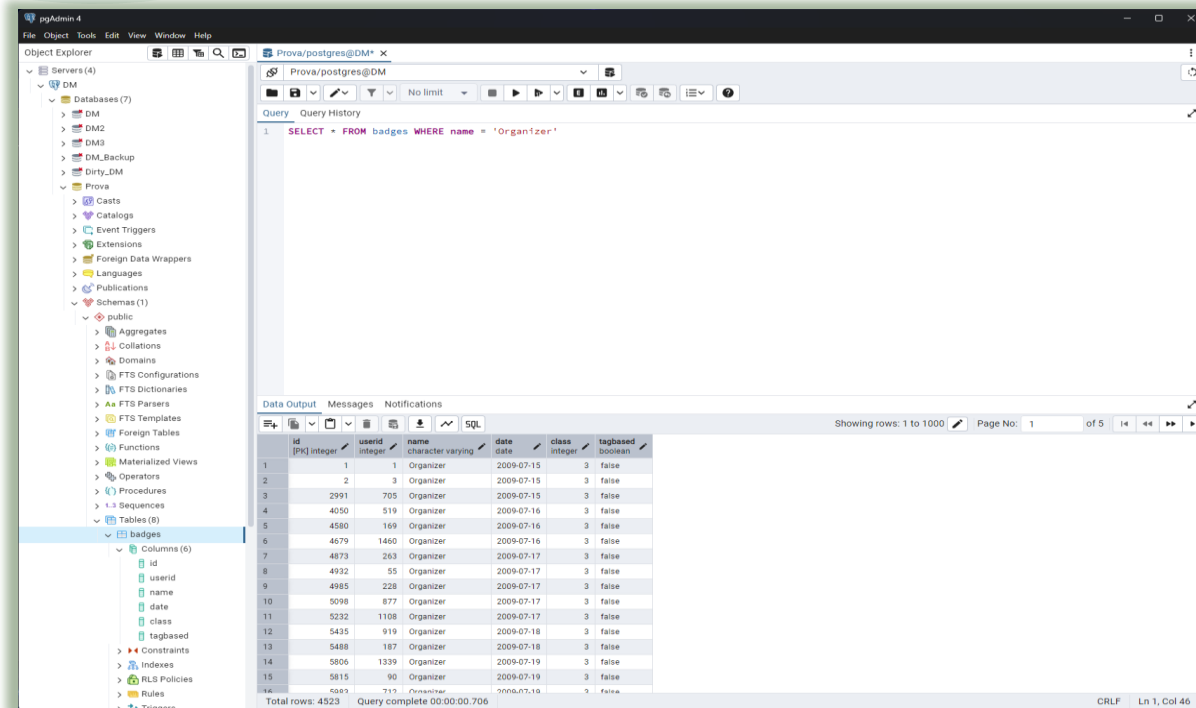 pgAdmin 4
File Object Tools Edit View Window Help
Object Explorer
Servers (4)
DM
Databases (7)
DM
DM2
DM3
DM_Backup
Dirty_DM
Prova
Casts
Catalogs
Event Triggers
Extensions
Foreign Data Wrappers
Languages
Publications
Schemas (1)
public
Aggregates
Collations
Domains
FTS Configurations
FTS Dictionaries
FTS Parsers
FTS Templates
Foreign Tables
Functions
Materialized Views
Operators
Procedures
1..3 Sequences
Tables (8)
badges
Columns (6)
id
userid
name
date
class
tagbased
Constraints
Indexes
RLS Policies
Rules
Triggers
Prova/postgres@DM* ×
Prova/postgres@DM
No limit
Query Query History
1 SELECT * FROM badges WHERE name = 'Organizer'
Data Output Messages Notifications
SQL Showing rows: 1 to 1000 Page No: 1 of 5
id userid name date class tagbased
[PK] integer integer character varying date integer boolean
1 1 1 Organizer 2009-07-15 3 false
2 2 3 Organizer 2009-07-15 3 false
3 2991 705 Organizer 2009-07-15 3 false
4 4050 519 Organizer 2009-07-16 3 false
5 4580 169 Organizer 2009-07-16 3 false
6 4679 1460 Organizer 2009-07-16 3 false
7 4873 263 Organizer 2009-07-17 3 false
8 4932 55 Organizer 2009-07-17 3 false
9 4985 228 Organizer 2009-07-17 3 false
10 5098 877 Organizer 2009-07-17 3 false
11 5232 1108 Organizer 2009-07-17 3 false
12 5435 919 Organizer 2009-07-18 3 false
13 5488 187 Organizer 2009-07-18 3 false
14 5806 1339 Organizer 2009-07-19 3 false
15 5815 90 Organizer 2009-07-19 3 false
16 5983 712 Organizer 2009-07-19 3 false
Total rows: 4523 Query complete 00:00:00.706 CRLF Ln 1, Col 46